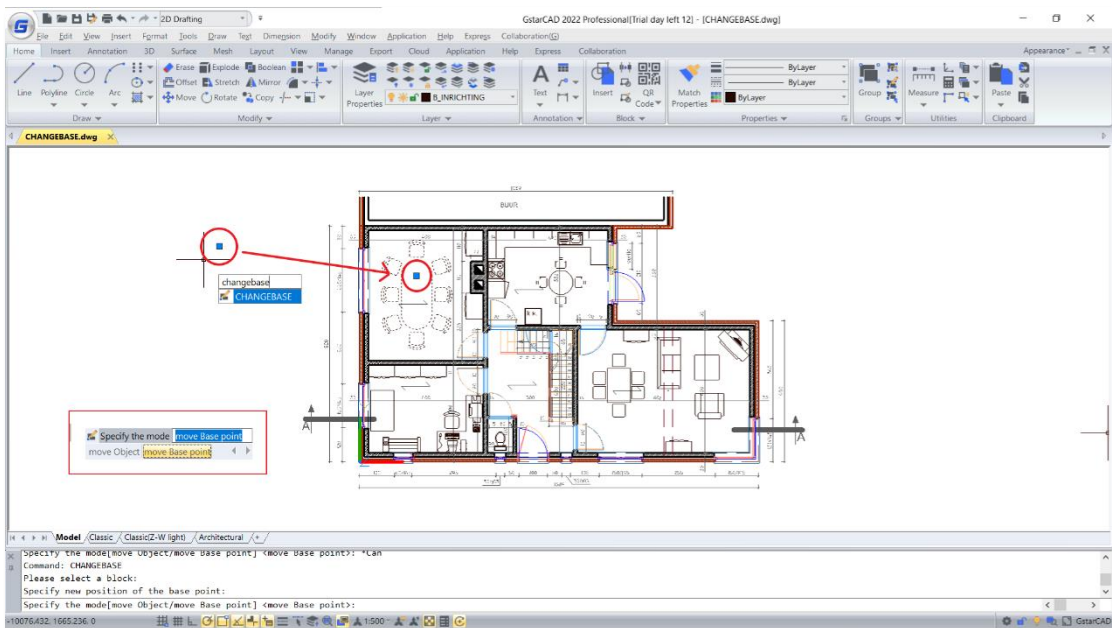 2D Drafting
GstarCAD 2022 Professional[Trial day left 12] - [CHANGEBASE.dwg]
File Edit View Insert Format Tools Draw Text Dimension Modify Window Application Help Express Collaboration(G)
Home Insert Annotation 3D Surface Mesh Layout View Manage Export Cloud Application Help Express Collaboration Appearance
Line Polyline Circle Arc
Erase Explode Boolean
Offset Stretch Mirror
Move Rotate Copy
Layer Properties
B_INRICHTING
Text
Insert
QR Code
Match Properties
ByLayer
ByLayer
ByLayer
Group
Measure
Paste
Draw Modify Layer Annotation Block Properties Groups Utilities Clipboard
CHANGEBASE.dwg
BUUR
changebase
CHANGEBASE
A
A
Specify the mode move Base point
move Object move Base point
Model Classic Classic(Z-W light) Architectural +
Specify the mode[move Object/move Base point] <move Base point>: *Can
Command: CHANGEBASE
Please select a block:
Specify new position of the base point:
Specify the mode[move Object/move Base point] <move Base point>:
-10076.432, 1665.236, 0
1:500
GstarCAD